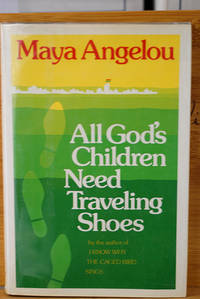 Maya Angelou
All God's
Children
Need
Traveling
Shoes
by the author of
I KNOW WHY
THE CAGED BIRD
SINGS